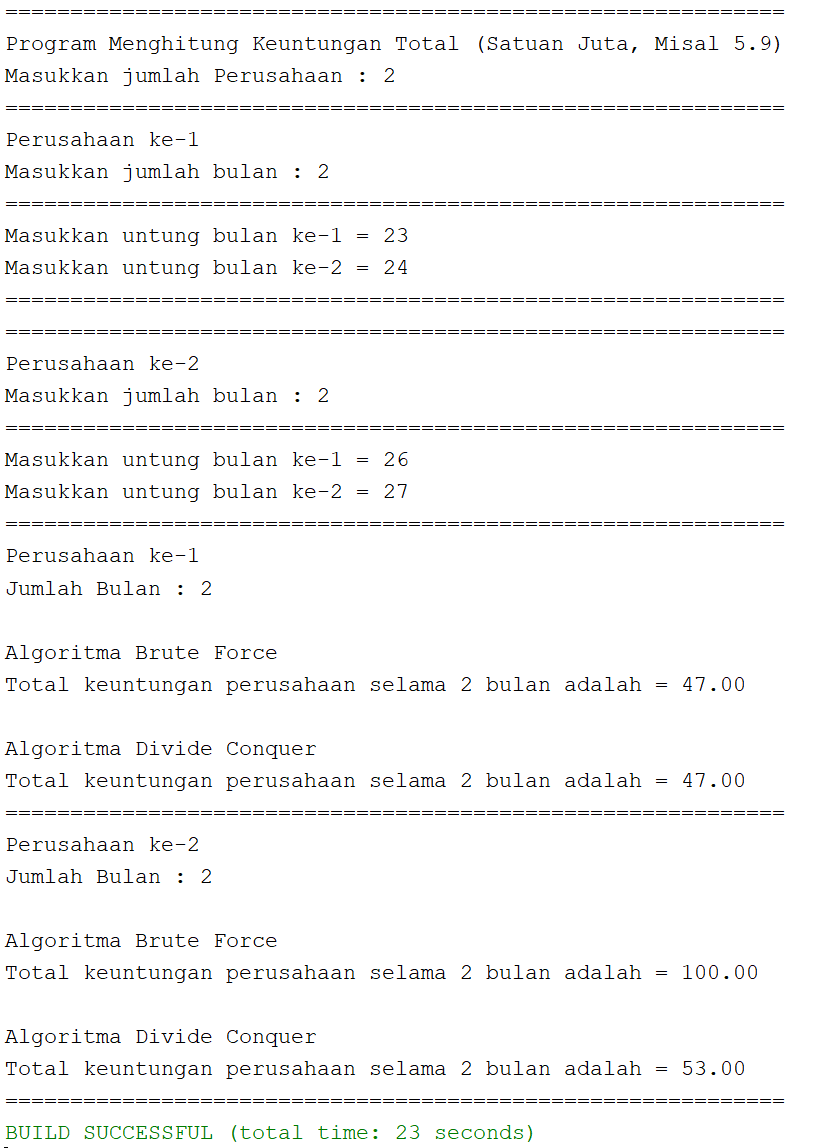 ============================================================
Program Menghitung Keuntungan Total (Satuan Juta, Misal 5.9)
Masukkan jumlah Perusahaan : 2
============================================================
Perusahaan ke-1
Masukkan jumlah bulan : 2
============================================================
Masukkan untung bulan ke-1 = 23
Masukkan untung bulan ke-2 = 24
============================================================
============================================================
Perusahaan ke-2
Masukkan jumlah bulan : 2
============================================================
Masukkan untung bulan ke-1 = 26
Masukkan untung bulan ke-2 = 27
============================================================
Perusahaan ke-1
Jumlah Bulan : 2

Algoritma Brute Force
Total keuntungan perusahaan selama 2 bulan adalah = 47.00

Algoritma Divide Conquer
Total keuntungan perusahaan selama 2 bulan adalah = 47.00
============================================================
Perusahaan ke-2
Jumlah Bulan : 2

Algoritma Brute Force
Total keuntungan perusahaan selama 2 bulan adalah = 100.00

Algoritma Divide Conquer
Total keuntungan perusahaan selama 2 bulan adalah = 53.00
============================================================
BUILD SUCCESSFUL (total time: 23 seconds)